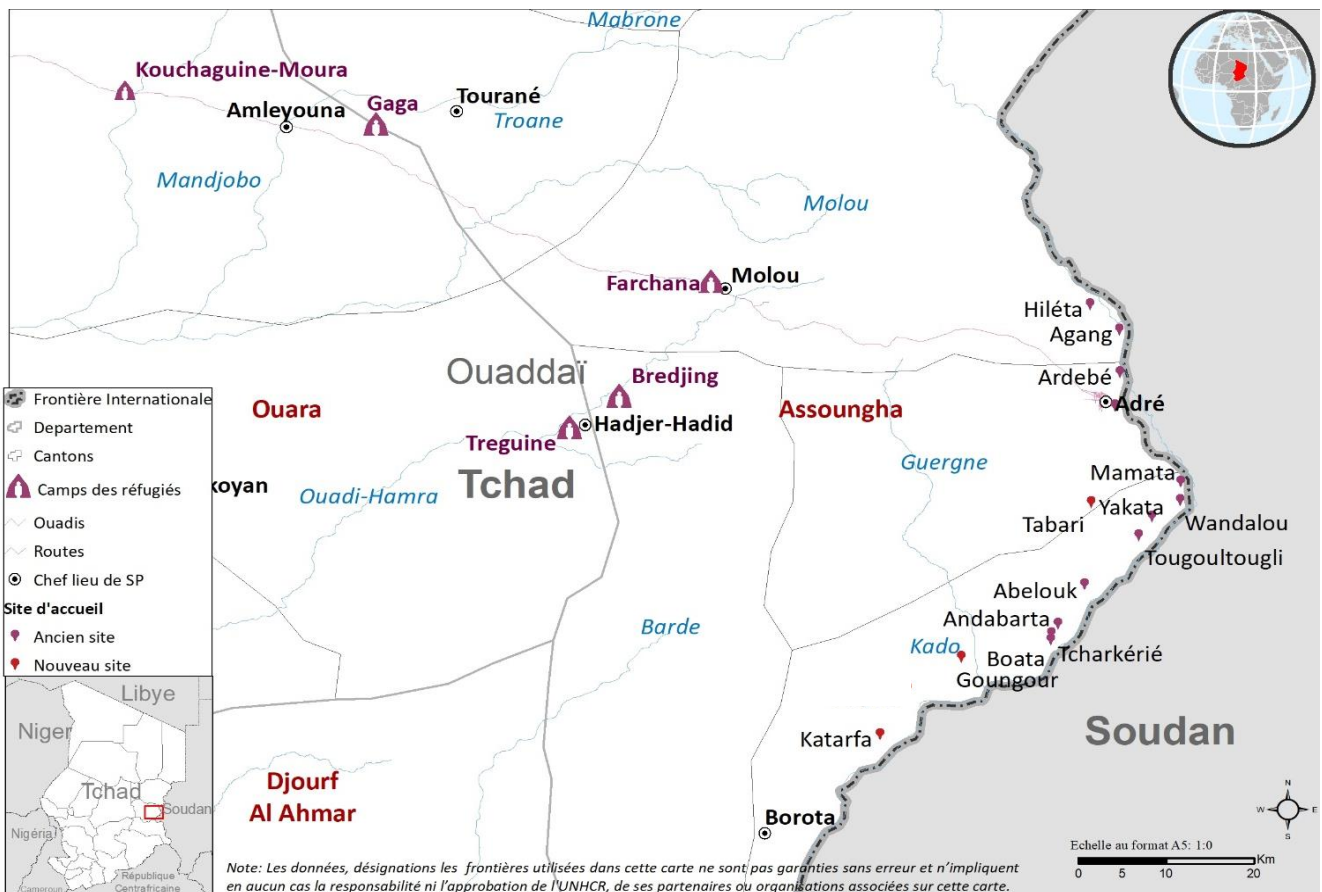 Mabrone
Kouchaguine-Moura
Gaga
Tourané
Amleyouna
Troane
Mandjobo
Molou
Farchana
Molou
Hiléta
Agang
Ouaddaï
Bredjing
Ardebé
Ouara
Assoungha
Adré
Hadjer-Hadid
Treguine
Guergne
Mamata
Tchad
koyan
Ouadi-Hamra
Yakata
Tabari
Wandalou
Tougoultougli
Abelouk
Andabarta
Barde
Kado
Boata
Tcharkérié
Goungour
Soudan
Katarfa
Djourf
Al Ahmar
Borota
Frontière Internationale
Departement
Cantons
Camps des réfugiés
Ouadis
Routes
Chef lieu de SP
Site d'accueil
Ancien site
Nouveau site
Libye
Niger
Tchad
Soudan
Nigéria
République
Centrafricaine
Cameroun
N
W
E
S
Echelle au format A5: 1:0
0 5 10 20 Km
Note: Les données, désignations les frontières utilisées dans cette carte ne sont pas garanties sans erreur et n'impliquent
en aucun cas la responsabilité ni l'approbation de l'UNHCR, de ses partenaires ou organisations associées sur cette carte.